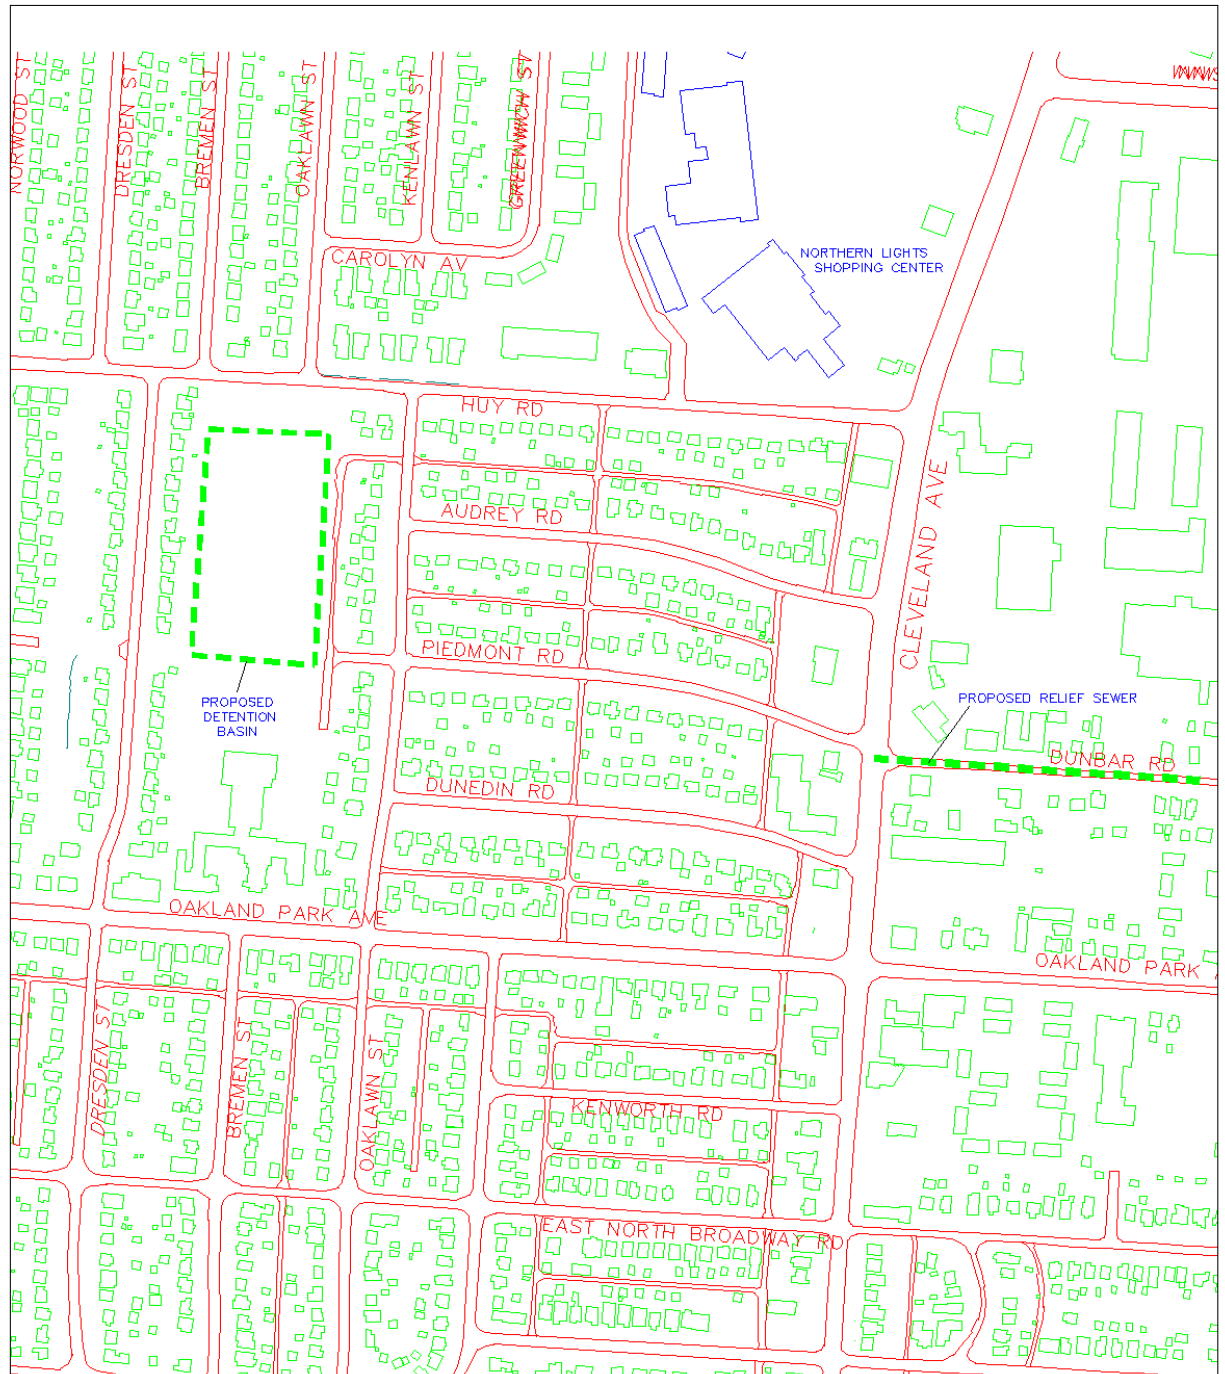 NORWOOD ST
DRESDEN ST
BREMEN ST
OAKLAWN ST
KENLAWN ST
GREENWICH ST
CAROLYN AV
NORTHERN LIGHTS
SHOPPING CENTER
HUY RD
AUDREY RD
CLEVELAND AVE
PIEDMONT RD
PROPOSED
DETENTION
BASIN
PROPOSED RELIEF SEWER
DUNBAR RD
DUNEDIN RD
OAKLAND PARK AVE
OAKLAND PARK
DRESDEN ST
BREMEN ST
OAKLAWN ST
KENWORTH RD
EAST NORTH BROADWAY RD